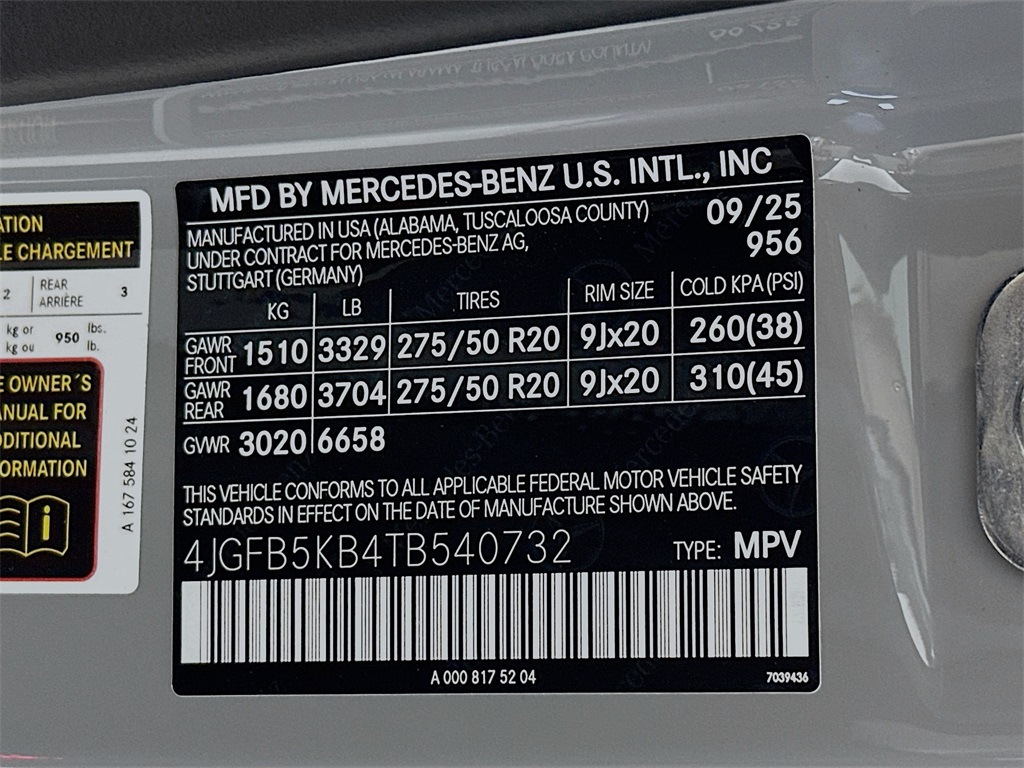 MFD BY MERCEDES-BENZ U.S. INTL., INC
MANUFACTURED IN USA (ALABAMA, TUSCALOOSA COUNTY)
UNDER CONTRACT FOR MERCEDES-BENZ AG,
STUTTGART (GERMANY)
09/25
956
KG LB TIRES RIM SIZE COLD KPA (PSI)
GAWR FRONT 1510 3329 275/50 R20 9Jx20 260(38)
GAWR REAR 1680 3704 275/50 R20 9Jx20 310(45)
GVWR 3020 6658
THIS VEHICLE CONFORMS TO ALL APPLICABLE FEDERAL MOTOR VEHICLE SAFETY
STANDARDS IN EFFECT ON THE DATE OF MANUFACTURE SHOWN ABOVE.
4JGFB5KB4TB540732 TYPE: MPV
A 000 817 52 04
7039436
CHARGEMENT
2 REAR ARRIÈRE 3
kg or lbs.
kg ou 950 lb.
OWNER´S
FOR
A 167 584 10 24